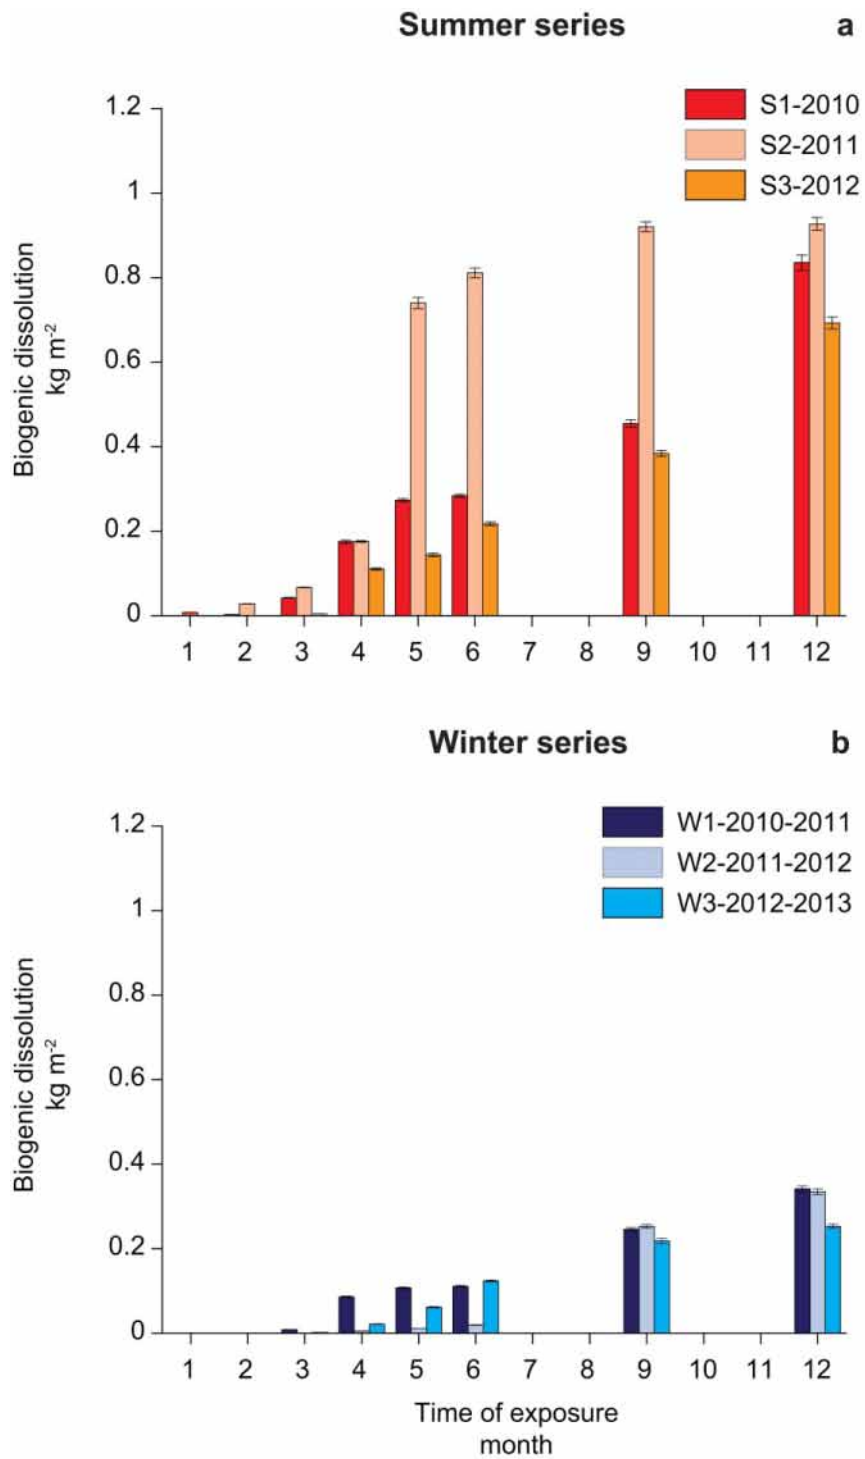 Summer series a
S1-2010
S2-2011
S3-2012
Biogenic dissolution
kg m⁻²
1.2
1
0.8
0.6
0.4
0.2
0
1 2 3 4 5 6 7 8 9 10 11 12
Winter series b
W1-2010-2011
W2-2011-2012
W3-2012-2013
Biogenic dissolution
kg m⁻²
1.2
1
0.8
0.6
0.4
0.2
0
1 2 3 4 5 6 7 8 9 10 11 12
Time of exposure
month